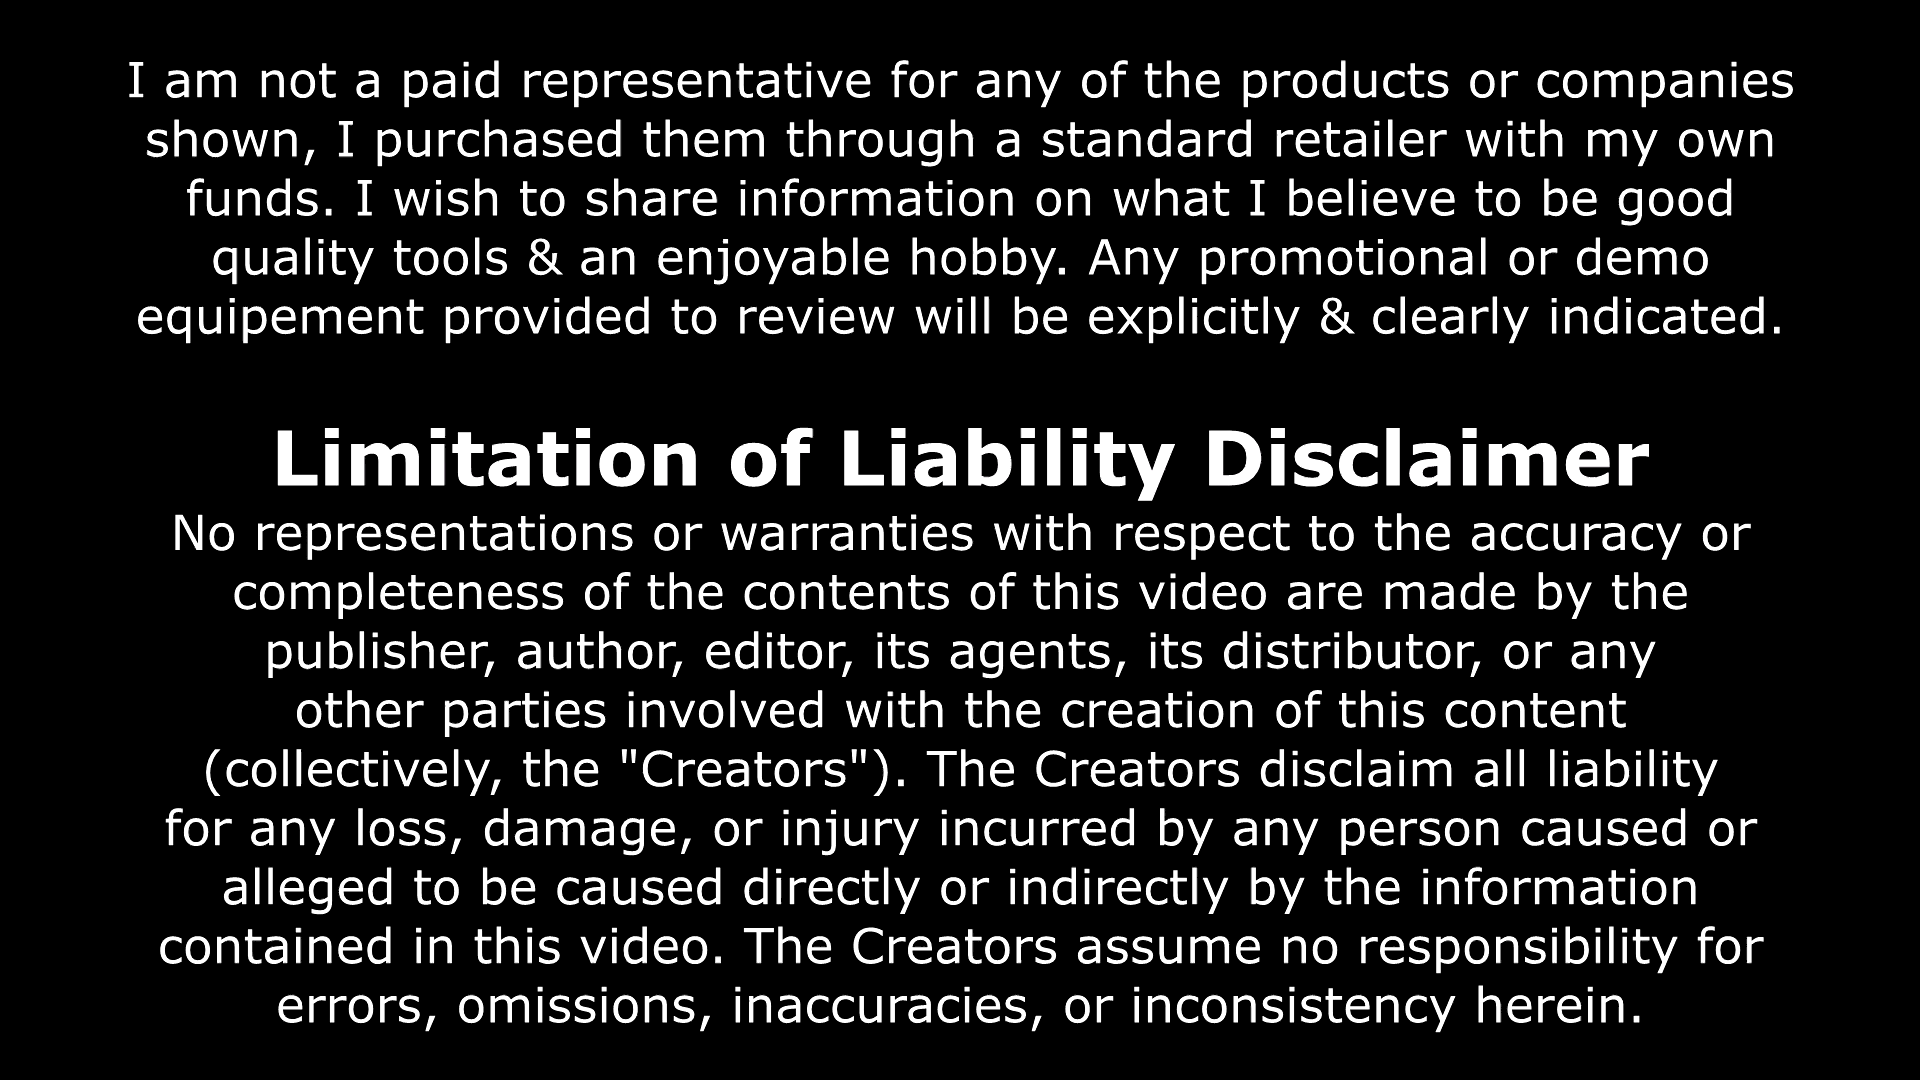 I am not a paid representative for any of the products or companies
shown, I purchased them through a standard retailer with my own
funds. I wish to share information on what I believe to be good
quality tools & an enjoyable hobby. Any promotional or demo
equipement provided to review will be explicitly & clearly indicated.
Limitation of Liability Disclaimer
No representations or warranties with respect to the accuracy or
completeness of the contents of this video are made by the
publisher, author, editor, its agents, its distributor, or any
other parties involved with the creation of this content
(collectively, the "Creators"). The Creators disclaim all liability
for any loss, damage, or injury incurred by any person caused or
alleged to be caused directly or indirectly by the information
contained in this video. The Creators assume no responsibility for
errors, omissions, inaccuracies, or inconsistency herein.